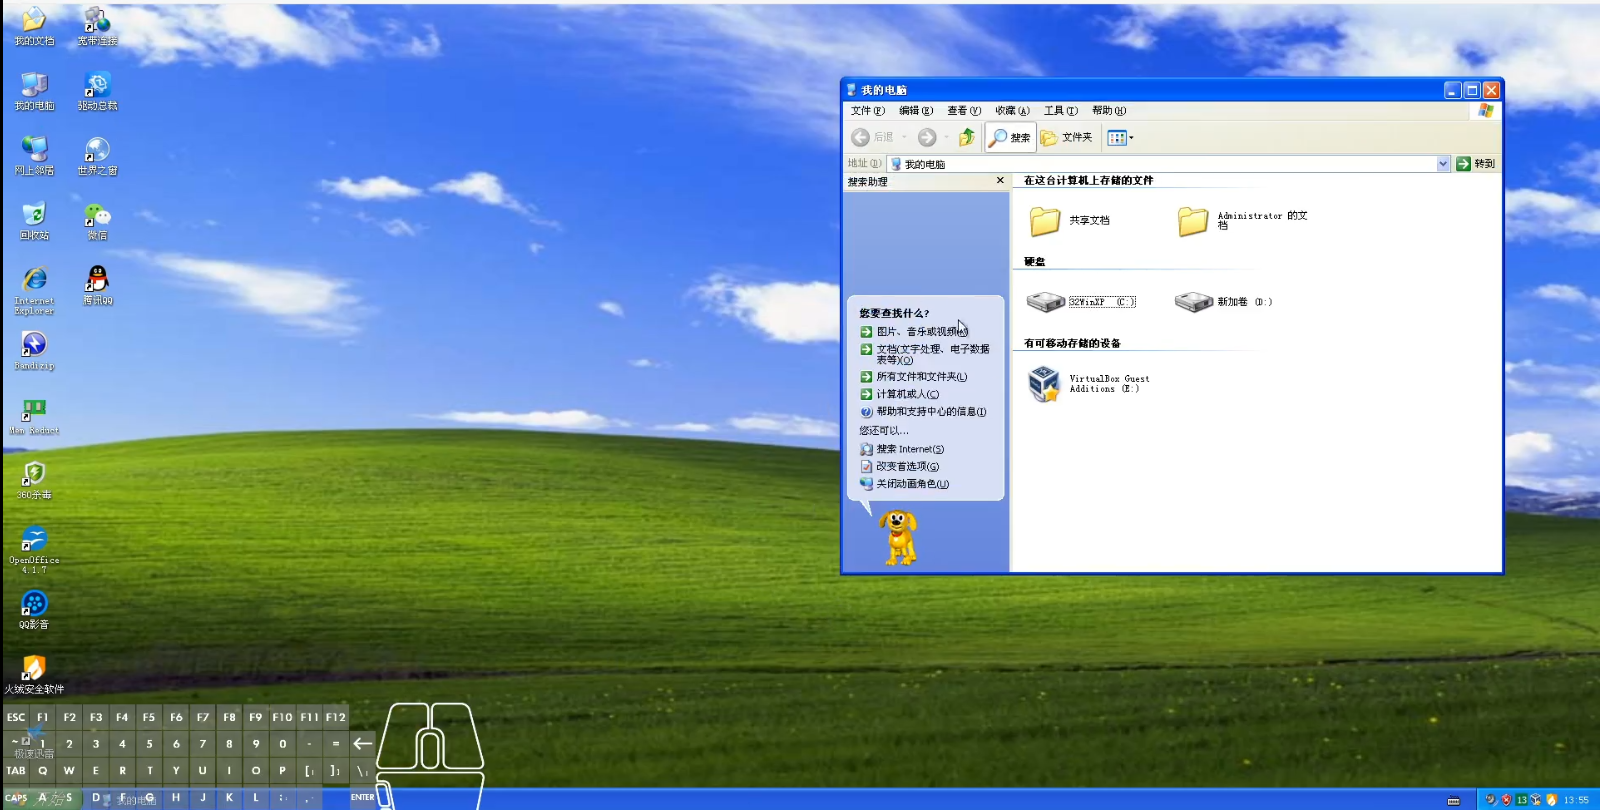 我的文档
宽带连接
我的电脑
驱动总裁
网上邻居
世界之窗
回收站
微信
Internet
Explorer
腾讯QQ
Bandizip
Mem Reduct
360杀毒
OpenOffice
4.1.7
QQ影音
火绒安全软件
极速迅雷
我的电脑
文件(F) 编辑(E) 查看(V) 收藏(A) 工具(T) 帮助(H)
后退 搜索 文件夹
地址(D) 我的电脑 转到
搜索助理
您要查找什么?
图片、音乐或视频
文档(文字处理、电子数据
表等)(O)
所有文件和文件夹(L)
计算机或人(C)
帮助和支持中心的信息(I)
您还可以...
搜索 Internet(S)
改变首选项(G)
关闭动画角色(U)
在这台计算机上存储的文件
共享文档
Administrator 的文
档
硬盘
32WinXP (C:)
新加卷 (D:)
有可移动存储的设备
VirtualBox Guest
Additions (E:)
ESC F1 F2 F3 F4 F5 F6 F7 F8 F9 F10 F11 F12
~ 1 2 3 4 5 6 7 8 9 0 - =
TAB Q W E R T Y U I O P [ ] \
CAPS A S D F G H J K L ENTER
开始
我的电脑
13
13:55